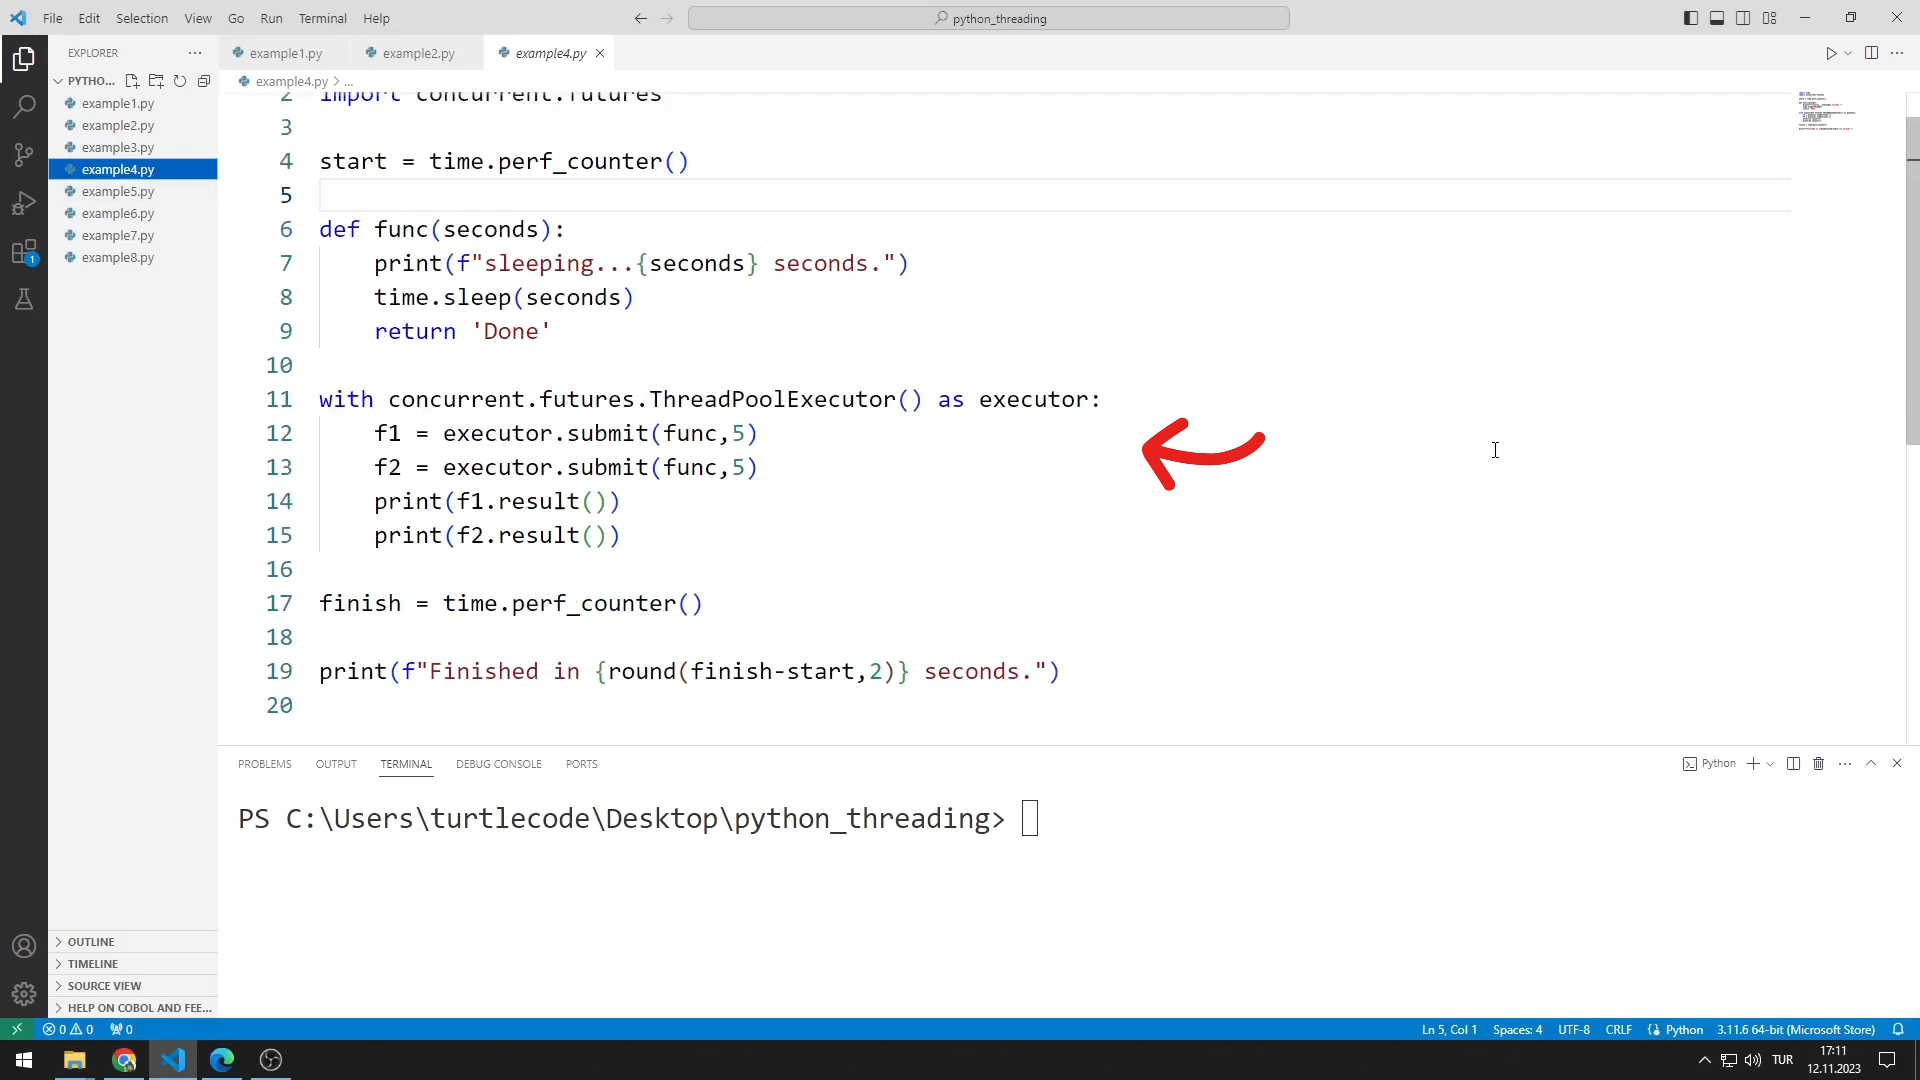 File Edit Selection View Go Run Terminal Help
python_threading
EXPLORER
example1.py
example2.py
example4.py
PYTHO...
example4.py > ...
example1.py
example2.py
example3.py
example4.py
example5.py
example6.py
example7.py
example8.py
2 import concurrent.futures
3
4 start = time.perf_counter()
5
6 def func(seconds):
7 print(f"sleeping...{seconds} seconds.")
8 time.sleep(seconds)
9 return 'Done'
10
11 with concurrent.futures.ThreadPoolExecutor() as executor:
12 f1 = executor.submit(func,5)
13 f2 = executor.submit(func,5)
14 print(f1.result())
15 print(f2.result())
16
17 finish = time.perf_counter()
18
19 print(f"Finished in {round(finish-start,2)} seconds.")
20
1
PROBLEMS OUTPUT TERMINAL DEBUG CONSOLE PORTS
Python
PS C:\Users\turtlecode\Desktop\python_threading>
OUTLINE
TIMELINE
SOURCE VIEW
HELP ON COBOL AND FEE...
0 0 0
Ln 5, Col 1 Spaces: 4 UTF-8 CRLF Python 3.11.6 64-bit (Microsoft Store)
TUR
17:11
12.11.2023